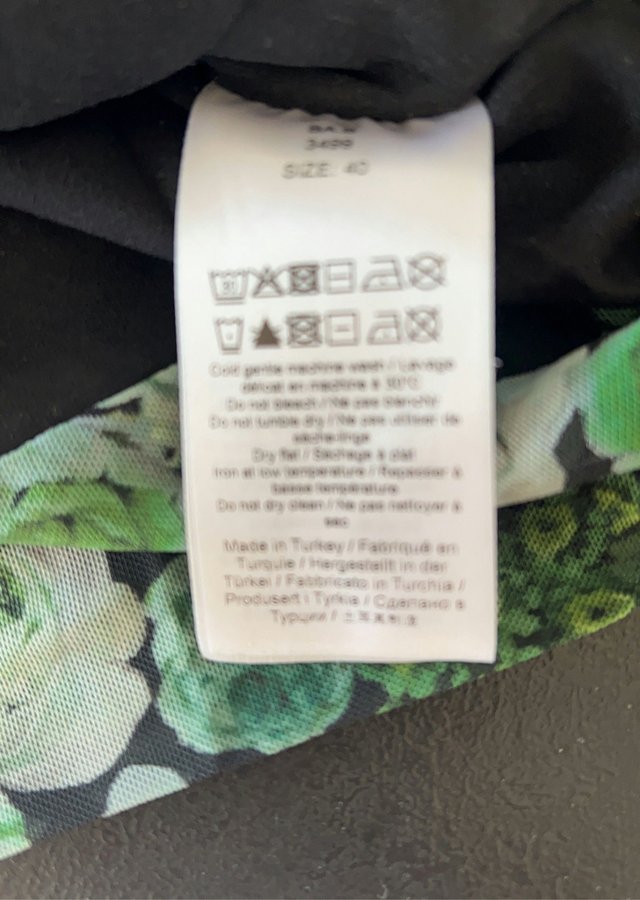 3499
SIZE: 40
Cold gentle machine wash / Lavage
délicat en machine à 30°C
Do not bleach / Ne pas blanchir
Do not tumble dry / Ne pas utiliser de
sèche-linge
Dry flat / Séchage à plat
Iron at low temperature / Repasser à
basse température
Do not dry clean / Ne pas nettoyer à
sec
Made in Turkey / Fabriqué en
Turquie / Hergestellt in der
Türkei / Fabbricato in Turchia /
Produsert i Tyrkia / Сделано в
Турции /